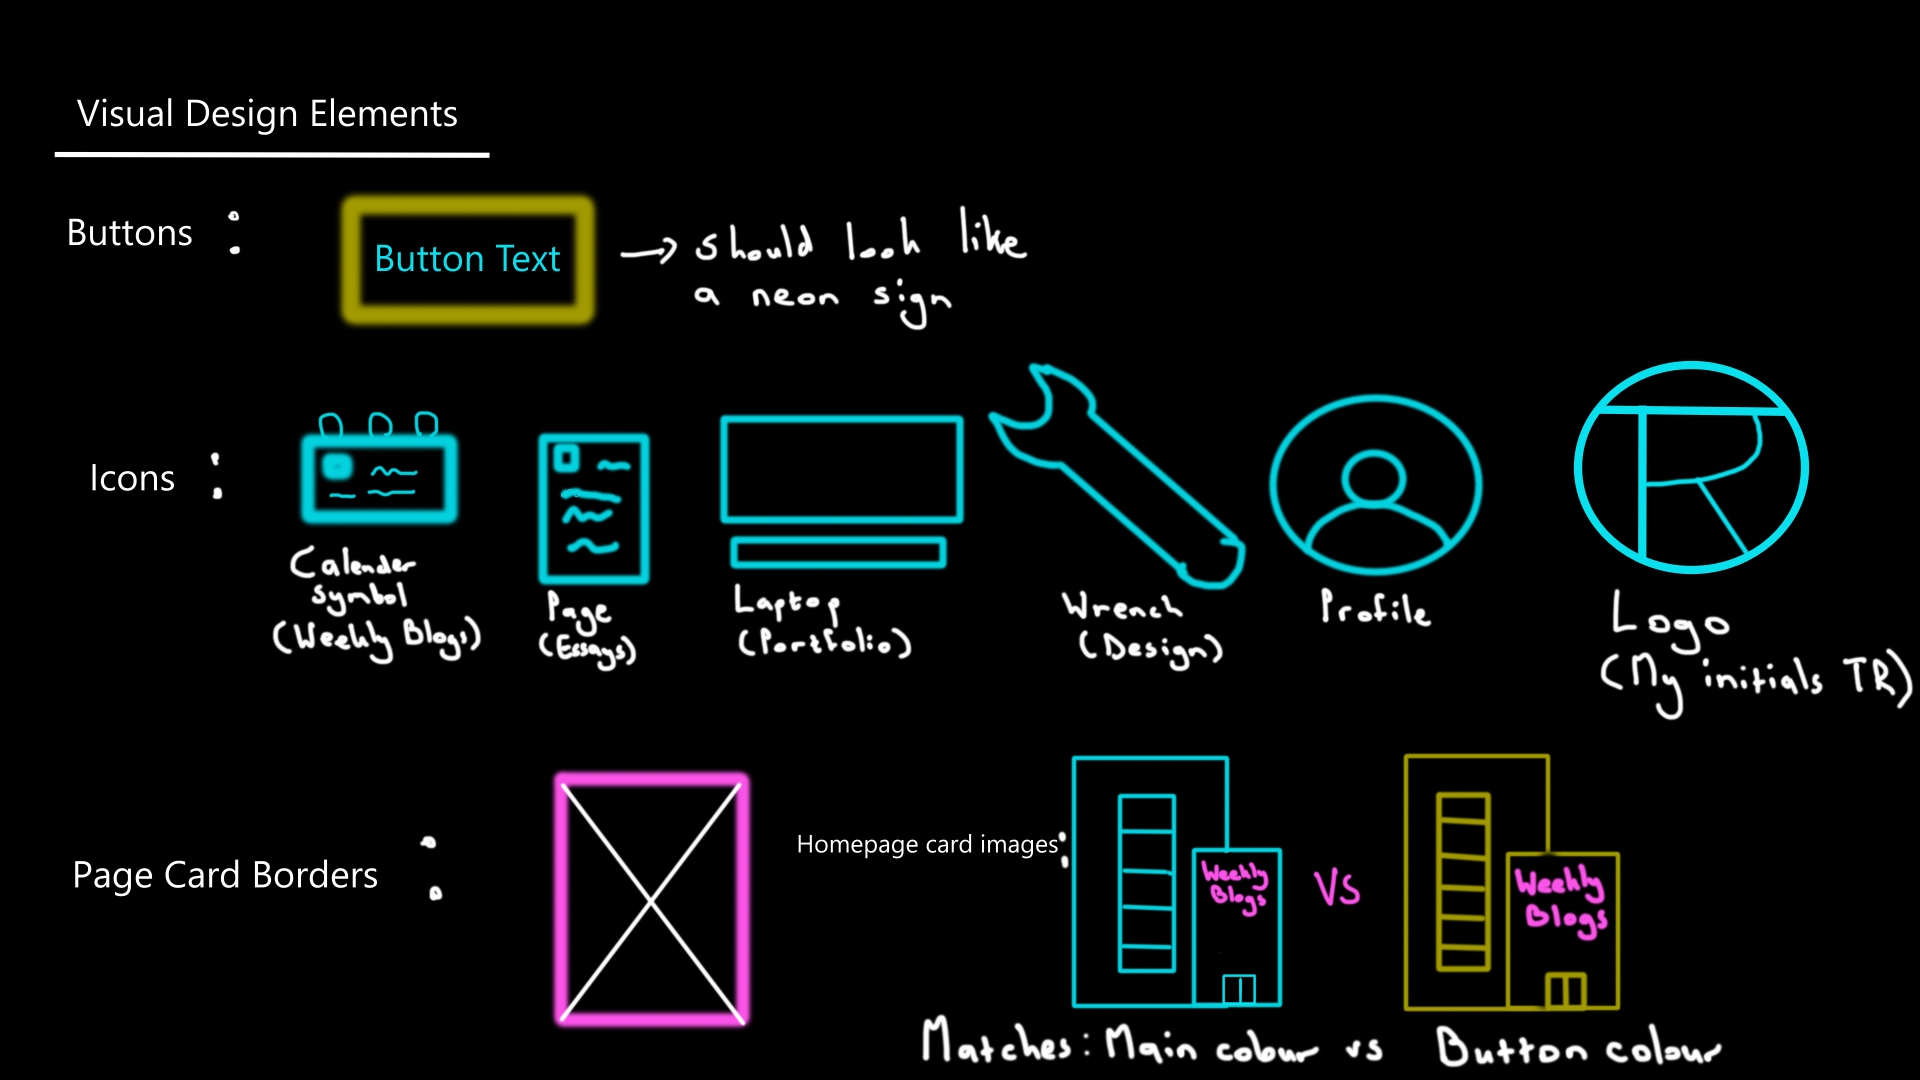 Visual Design Elements
Buttons :
Button Text
→ should look like
a neon sign
Icons :
Calender
symbol
(Weekly Blogs)
Page
(Essays)
Laptop
(Portfolio)
Wrench
(Design)
Profile
TR
Logo
(My initials TR)
Page Card Borders :
Homepage card images:
Weekly
Blogs
VS
Weekly
Blogs
Matches: Main colour vs Button colour